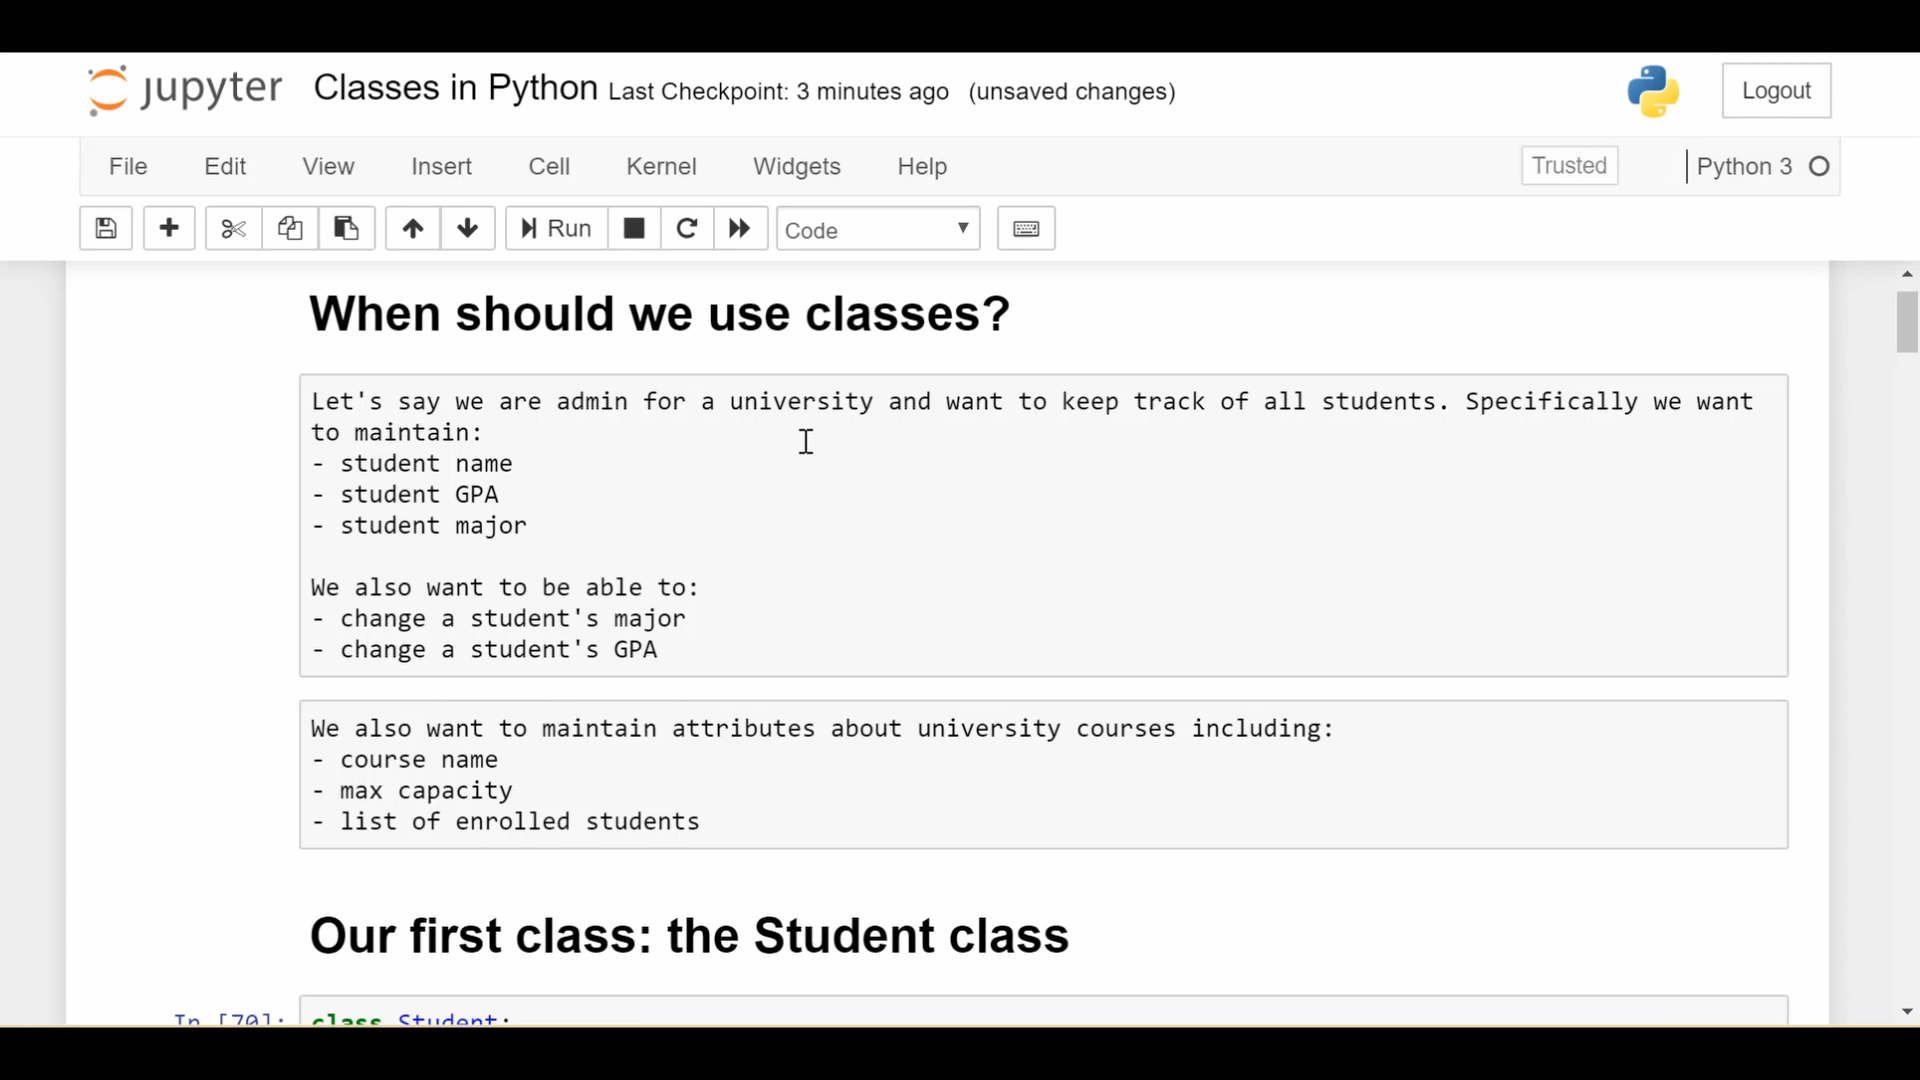 jupyter Classes in Python Last Checkpoint: 3 minutes ago (unsaved changes) Logout
File Edit View Insert Cell Kernel Widgets Help Trusted Python 3
Run Code
When should we use classes?
Let's say we are admin for a university and want to keep track of all students. Specifically we want
to maintain:
- student name
- student GPA
- student major
We also want to be able to:
- change a student's major
- change a student's GPA
We also want to maintain attributes about university courses including:
- course name
- max capacity
- list of enrolled students
Our first class: the Student class
In [70]: class Student: